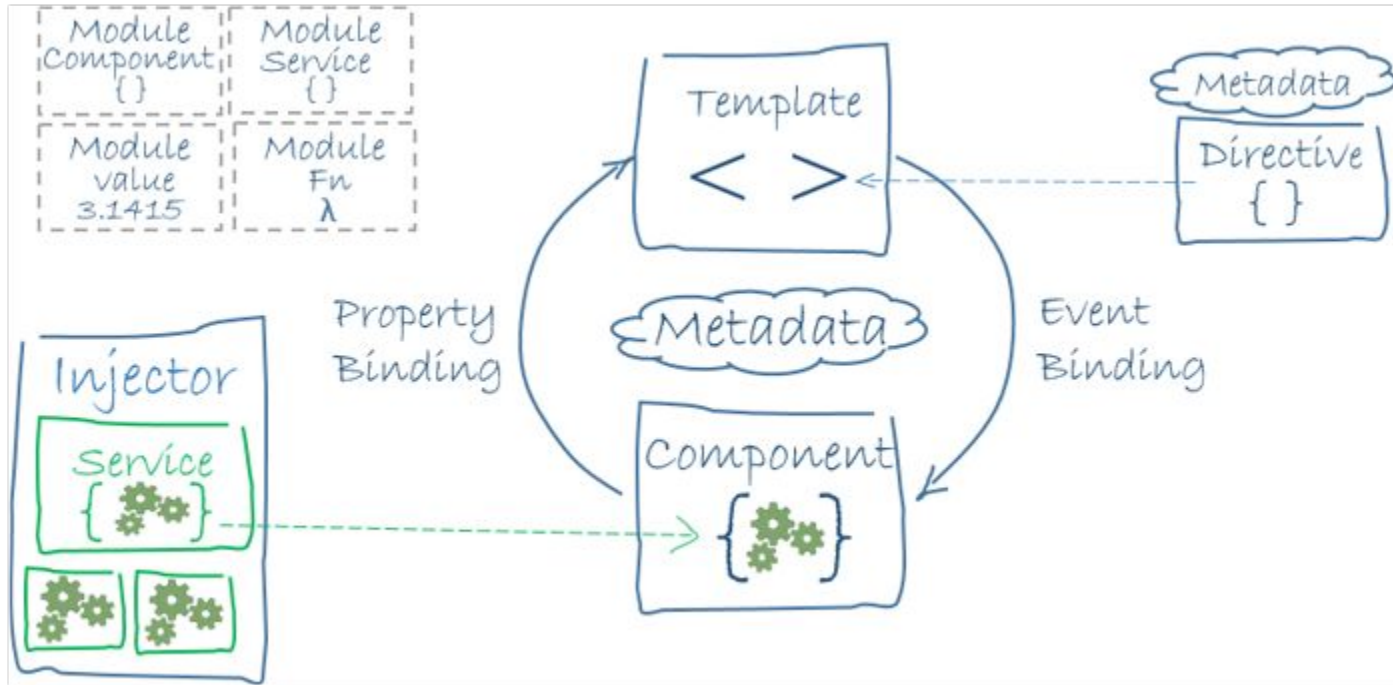 Module
Component
{ }
Module
Service
{ }
Module
value
3.1415
Module
Fn
λ
Template
< >
Metadata
Directive
{ }
Property
Binding
Metadata
Event
Binding
Injector
Service
{ }
Component
{ }